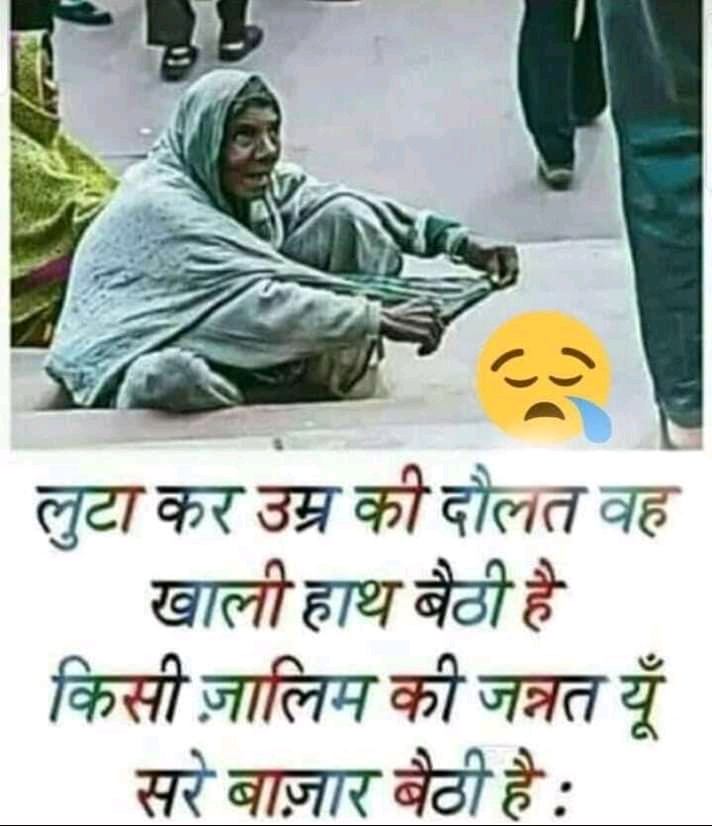 लुटा कर उम्र की दौलत वह
खाली हाथ बैठी है
किसी ज़ालिम की जन्नत यूँ
सरे बाज़ार बैठी है :